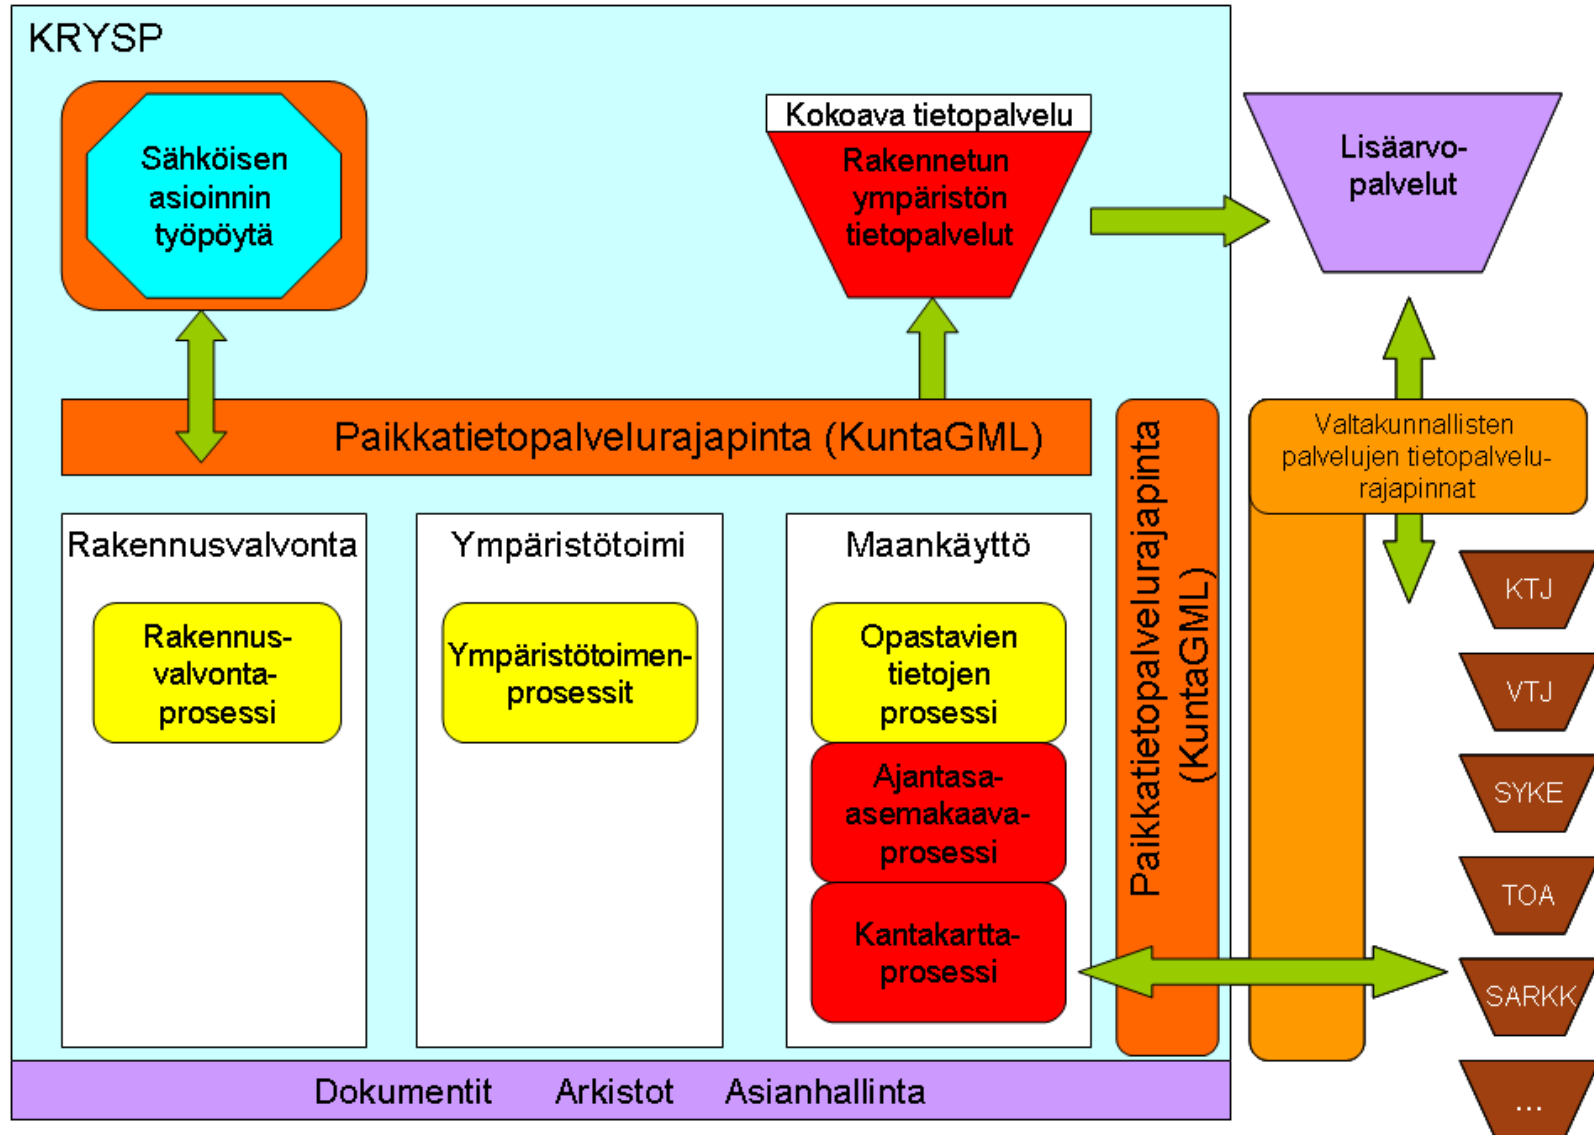 KRYSP
Sähköisen
asioinnin
työpöytä
Kokoava tietopalvelu
Rakennetun
ympäristön
tietopalvelut
Lisäarvo-
palvelut
Paikkatietopalvelurajapinta (KuntaGML)
Paikkatietopalvelurajapinta
(KuntaGML)
Valtakunnallisten
palvelujen tietopalvelu-
rajapinnat
Rakennusvalvonta
Rakennus-
valvonta-
prosessi
Ympäristötoimi
Ympäristötoimen-
prosessit
Maankäyttö
Opastavien
tietojen
prosessi
Ajantasa-
asemakaava-
prosessi
Kantakartta-
prosessi
KTJ
VTJ
SYKE
TOA
SARKK
...
Dokumentit Arkistot Asianhallinta